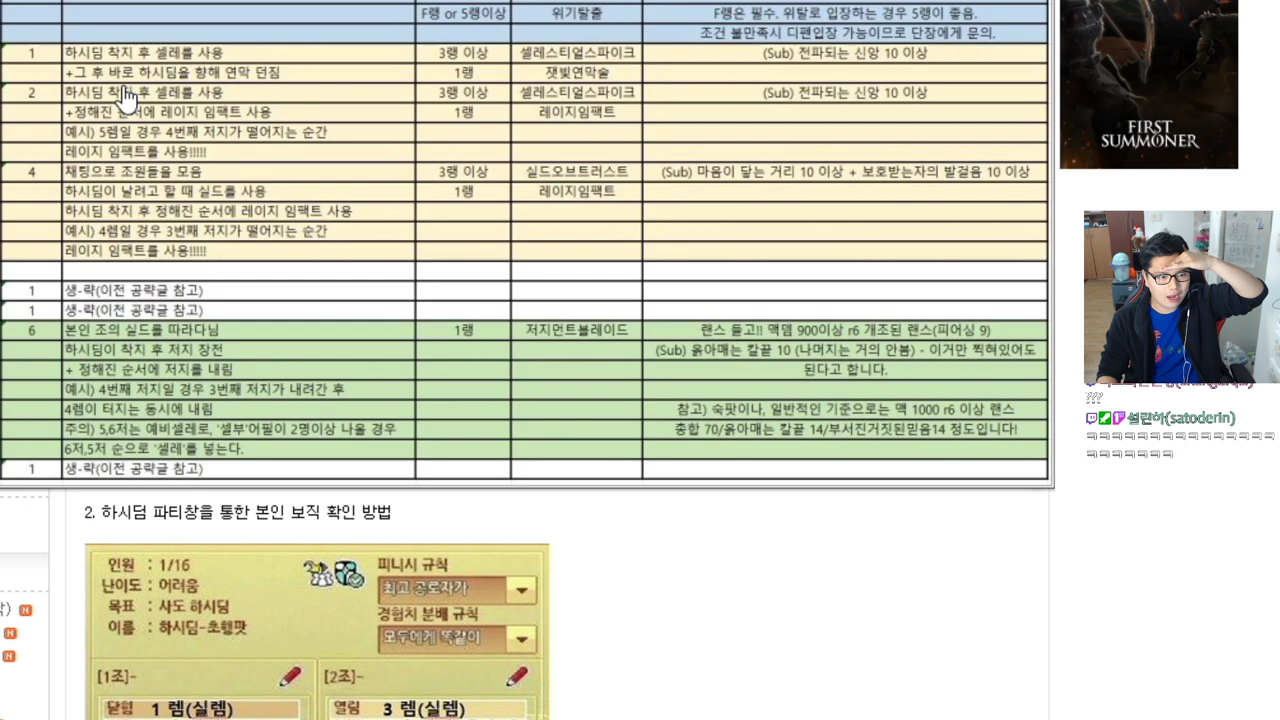 F랭 or 5랭이상 위기탈출 F랭은 필수. 위탈로 입장하는 경우 5랭이 좋음.
조건 불만족시 디펜입장 가능이므로 단장에게 문의.
1 하시딤 착지 후 셀레를 사용 3랭 이상 셀레스티얼스파이크 (Sub) 전파되는 신앙 10 이상
+그 후 바로 하시딤을 향해 연막 던짐 1랭 잿빛연막술
2 하시딤 착지 후 셀레를 사용 3랭 이상 셀레스티얼스파이크 (Sub) 전파되는 신앙 10 이상
+정해진 순서에 레이지 임팩트 사용 1랭 레이지임팩트
예시) 5렘일 경우 4번째 저지가 떨어지는 순간
레이지 임팩트를 사용!!!!!
4 채팅으로 조원들을 모음 3랭 이상 실드오브트러스트 (Sub) 마음이 닿는 거리 10 이상 + 보호받는자의 발걸음 10 이상
하시딤이 날려고 할 때 실드를 사용 1랭 레이지임팩트
하시딤 착지 후 정해진 순서에 레이지 임팩트 사용
예시) 4렘일 경우 3번째 저지가 떨어지는 순간
레이지 임팩트를 사용!!!!!
1 생-략(이전 공략글 참고)
1 생-략(이전 공략글 참고)
6 본인 조의 실드를 따라다님 1랭 저지먼트블레이드 랜스 들고!! 맥뎀 900이상 r6 개조된 랜스(피어싱 9)
하시딤이 착지 후 저지 장전 (Sub) 옭아매는 칼끝 10 (나머지는 거의 안봄) - 이거만 찍혀있어도
+ 정해진 순서에 저지를 내림 된다고 합니다.
예시) 4번째 저지일 경우 3번째 저지가 내려간 후
4렘이 터지는 동시에 내림 참고) 숙팟이나, 일반적인 기준으로는 맥 1000 r6 이상 랜스
주의) 5,6저는 예비셀레로, '셀부'어필이 2명이상 나올 경우 총합 70/옭아매는 칼끝 14/부서진거짓된믿음14 정도입니다!
6저,5저 순으로 '셀레'를 넣는다.
1 생-략(이전 공략글 참고)
2. 하시딤 파티창을 통한 본인 보직 확인 방법
인원 : 1/16 피니시 규칙
난이도 : 어려움 최고 공로자가
목표 : 사도 하시딤 경험치 분배 규칙
이름 : 하시딤-초행팟 모두에게 똑같이
[1조]- [2조]-
닫힘 1 렘(실렘) 열림 3 렘(실렘)
FIRST
SUMMONER
???
설련하(satoderin)
ㅋㅋㅋㅋㅋㅋㅋㅋㅋㅋㅋㅋㅋㅋㅋ
ㅋㅋㅋㅋㅋㅋㅋ
N
N
N